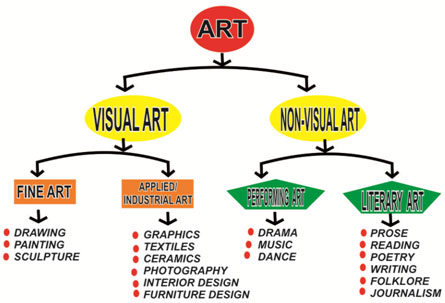 ART
VISUAL ART
NON-VISUAL ART
FINE ART
APPLIED/
INDUSTRIAL ART
PERFORMING ART
LITERARY ART
DRAWING
PAINTING
SCULPTURE
GRAPHICS
TEXTILES
CERAMICS
PHOTOGRAPHY
INTERIOR DESIGN
FURNITURE DESIGN
DRAMA
MUSIC
DANCE
PROSE
READING
POETRY
WRITING
FOLKLORE
JOURNALISM